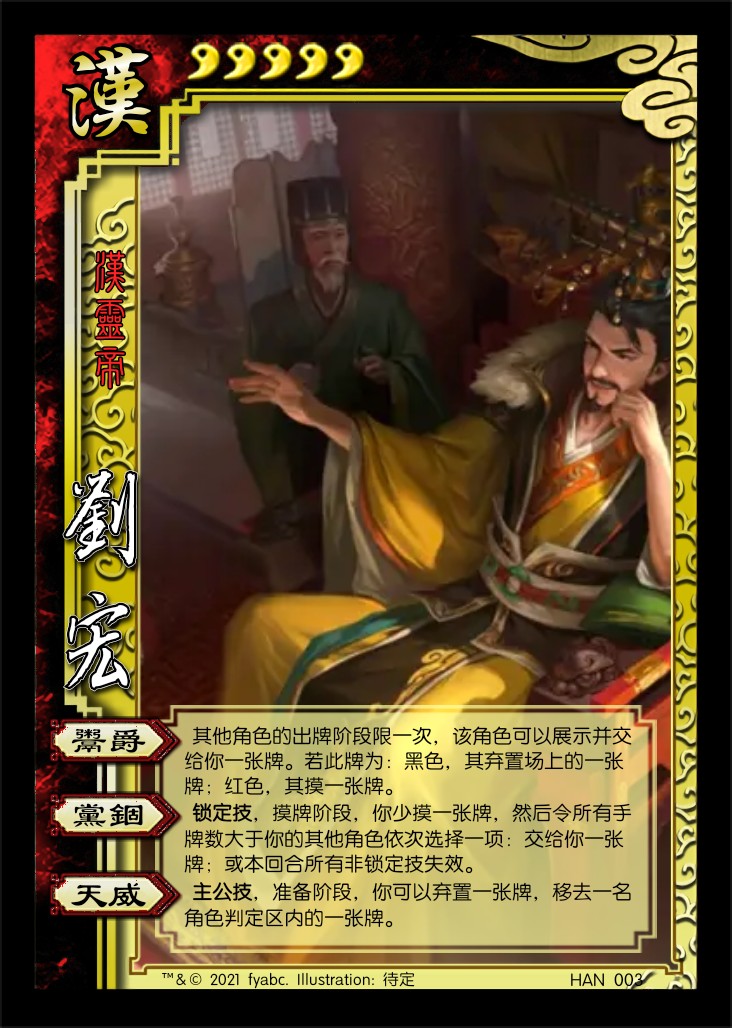 漢
漢靈帝
劉宏
鬻爵
其他角色的出牌阶段限一次，该角色可以展示并交
给你一张牌。若此牌为：黑色，其弃置场上的一张
牌；红色，其摸一张牌。
黨錮
锁定技，摸牌阶段，你少摸一张牌，然后令所有手
牌数大于你的其他角色依次选择一项：交给你一张
牌；或本回合所有非锁定技失效。
天威
主公技，准备阶段，你可以弃置一张牌，移去一名
角色判定区内的一张牌。
™&© 2021 fyabc. Illustration: 待定
HAN 003